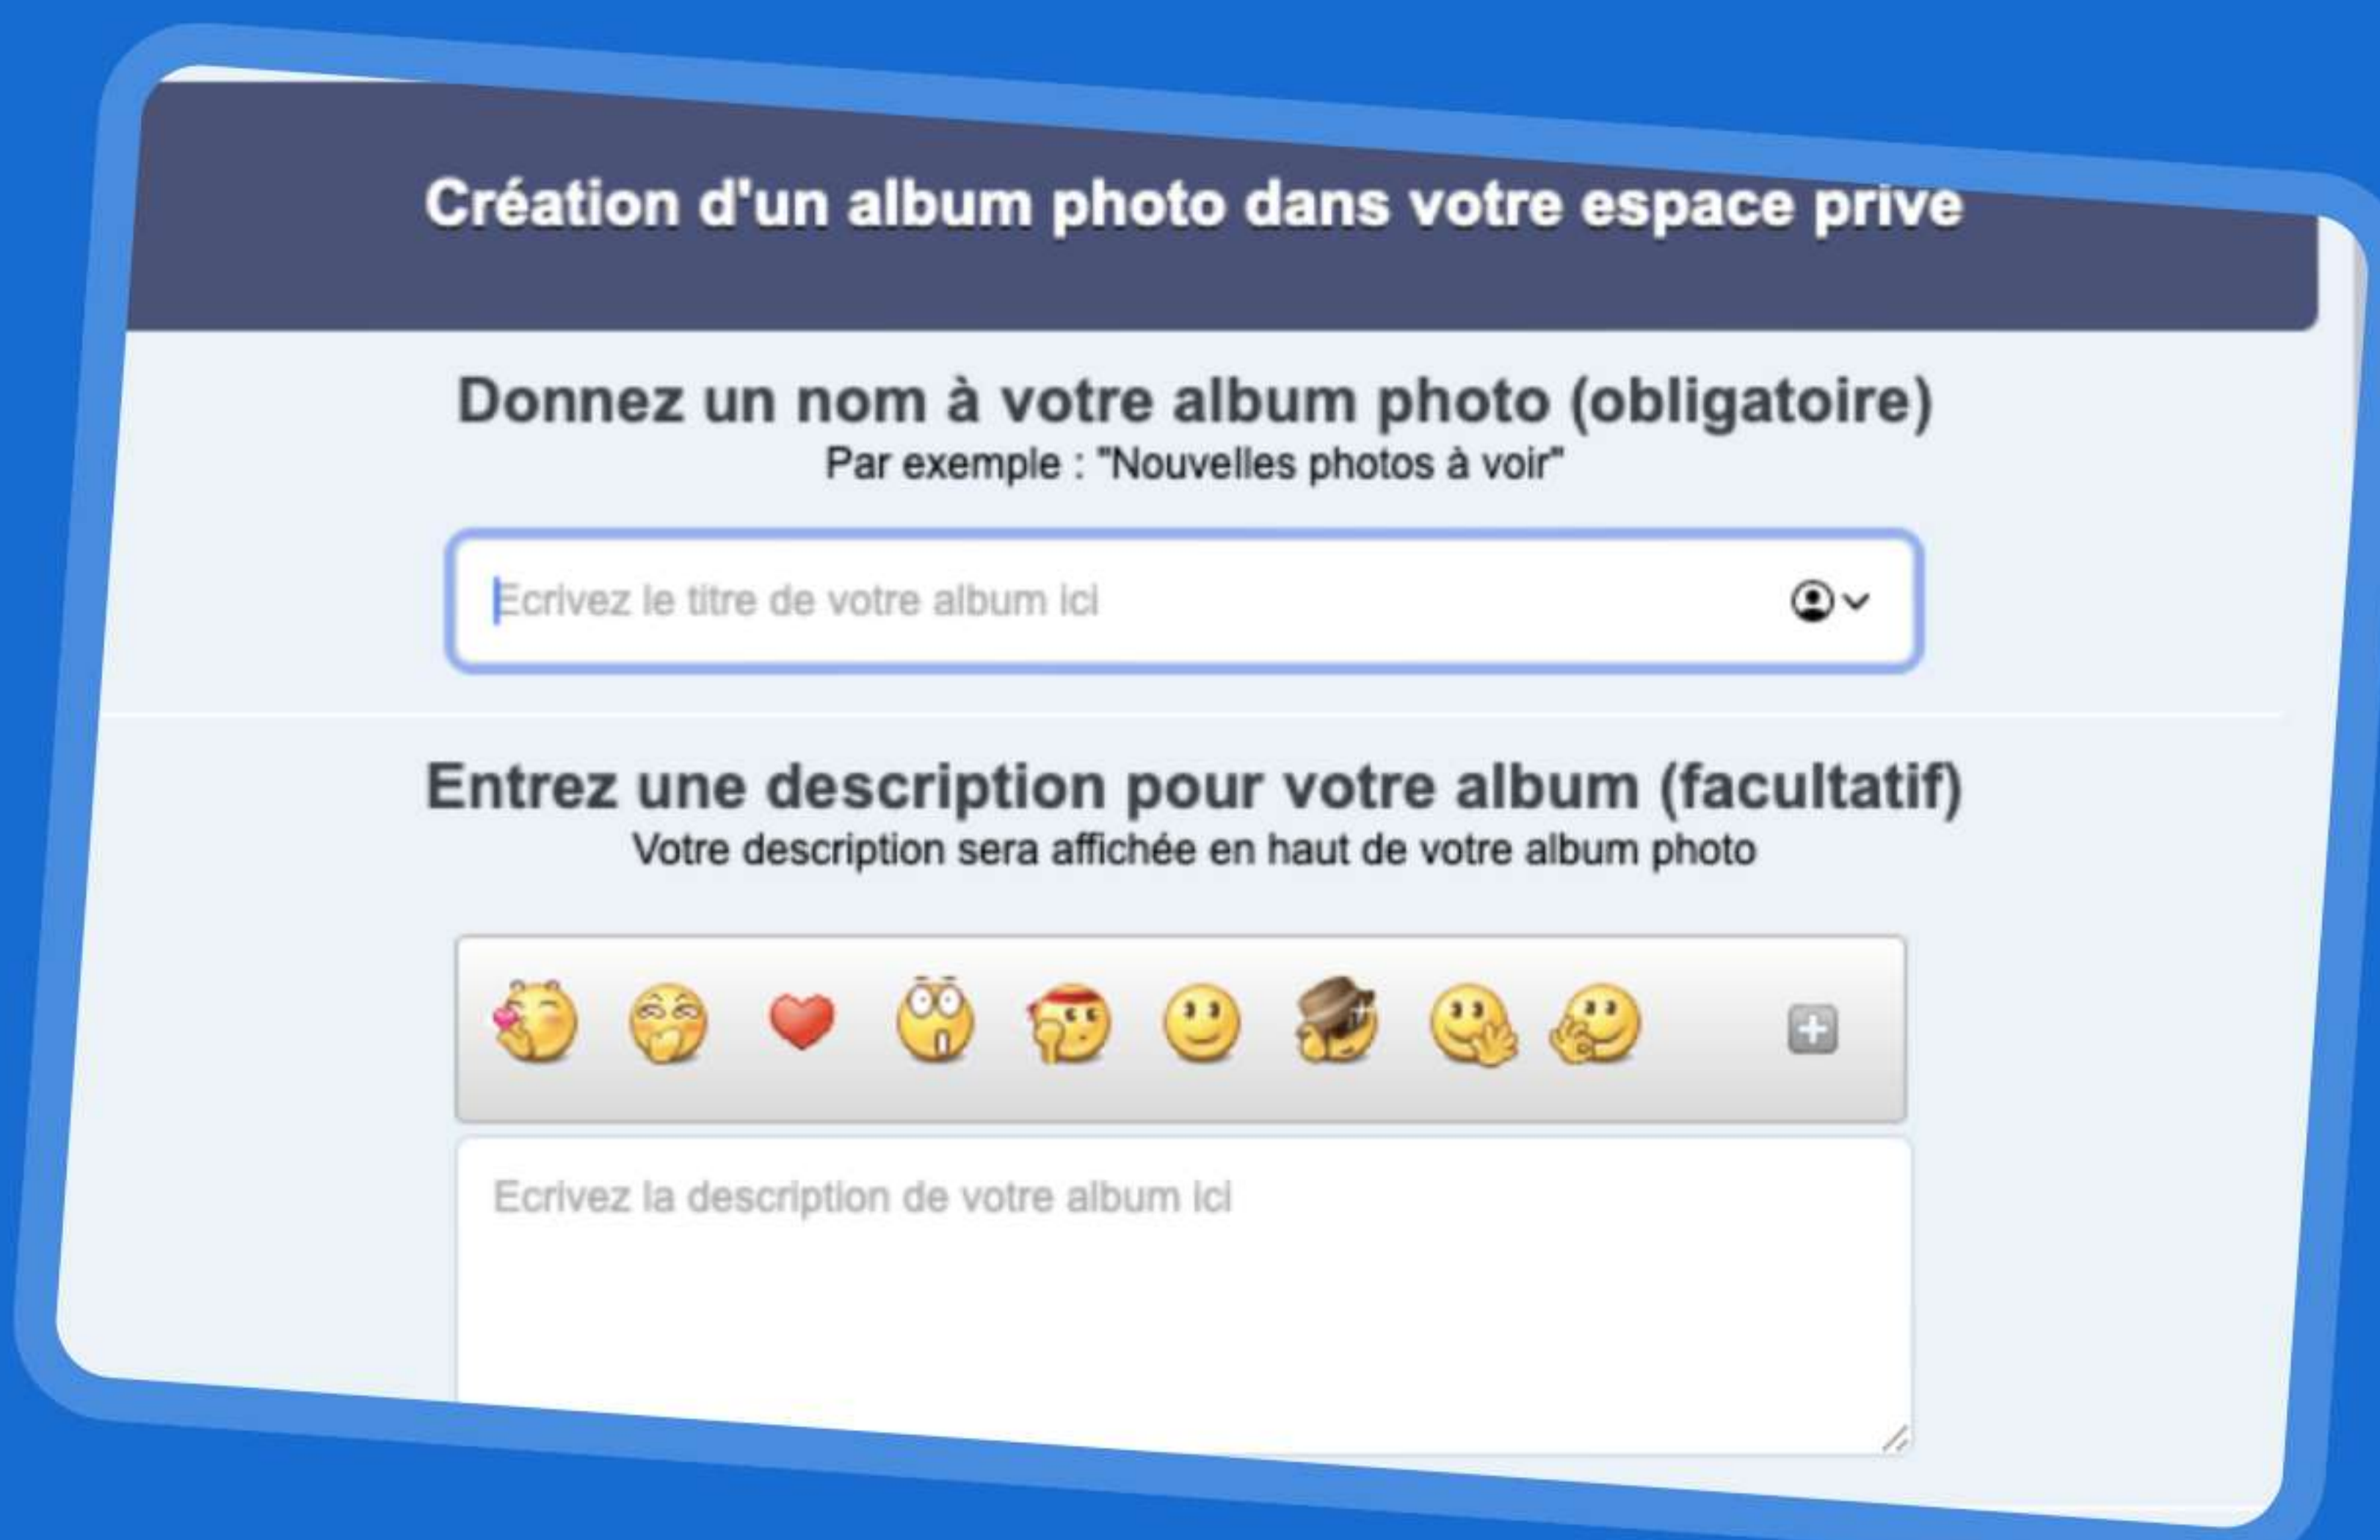 Création d'un album photo dans votre espace privé
Donnez un nom à votre album photo (obligatoire)
Par exemple : "Nouvelles photos à voir"
Ecrivez le titre de votre album ici
Entrez une description pour votre album (facultatif)
Votre description sera affichée en haut de votre album photo
Ecrivez la description de votre album ici